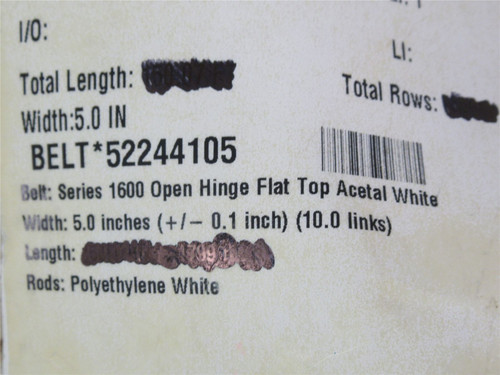 I/O:
LI:
Total Length:
Total Rows:
Width:5.0 IN
BELT*52244105
Belt: Series 1600 Open Hinge Flat Top Acetal White
Width: 5.0 inches (+/- 0.1 inch) (10.0 links)
Length:
Rods: Polyethylene White